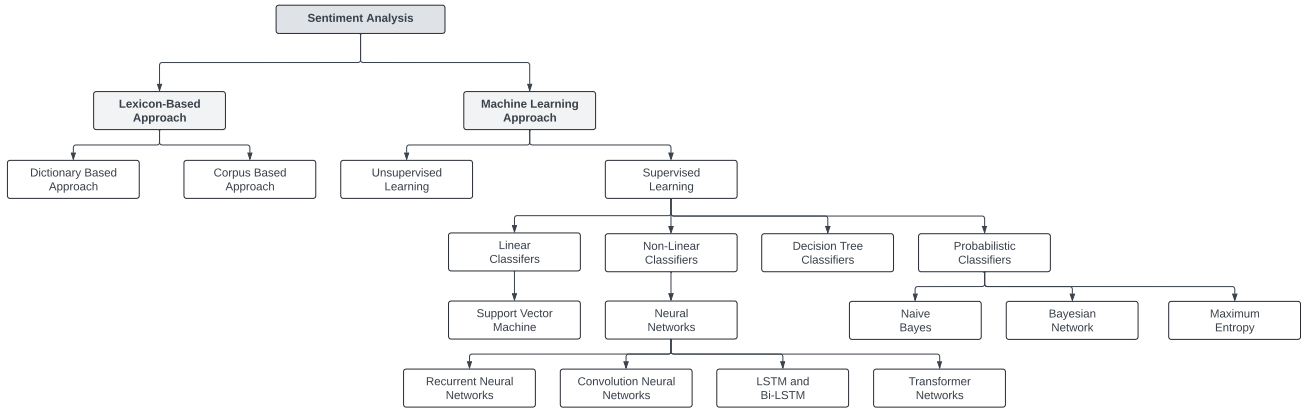 Sentiment Analysis
Lexicon-Based
Approach
Machine Learning
Approach
Dictionary Based
Approach
Corpus Based
Approach
Unsupervised
Learning
Supervised
Learning
Linear
Classifers
Non-Linear
Classifiers
Decision Tree
Classifiers
Probabilistic
Classifiers
Support Vector
Machine
Neural
Networks
Naive
Bayes
Bayesian
Network
Maximum
Entropy
Recurrent Neural
Networks
Convolution Neural
Networks
LSTM and
Bi-LSTM
Transformer
Networks